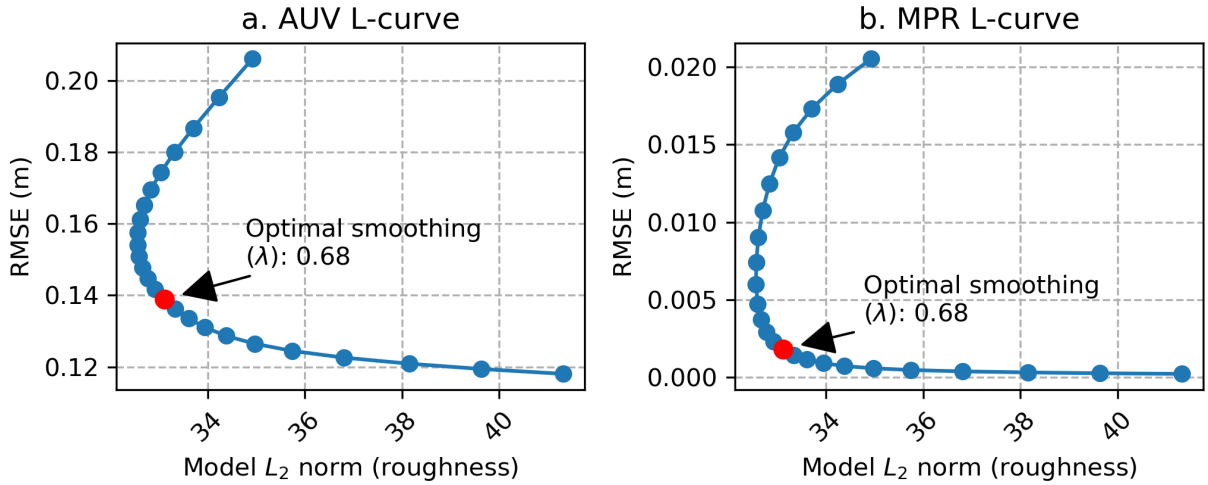 a. AUV L-curve
RMSE (m)
0.20
0.18
0.16
0.14
0.12
Optimal smoothing
(λ): 0.68
34
36
38
40
Model L₂ norm (roughness)
b. MPR L-curve
RMSE (m)
0.020
0.015
0.010
0.005
0.000
Optimal smoothing
(λ): 0.68
34
36
38
40
Model L₂ norm (roughness)